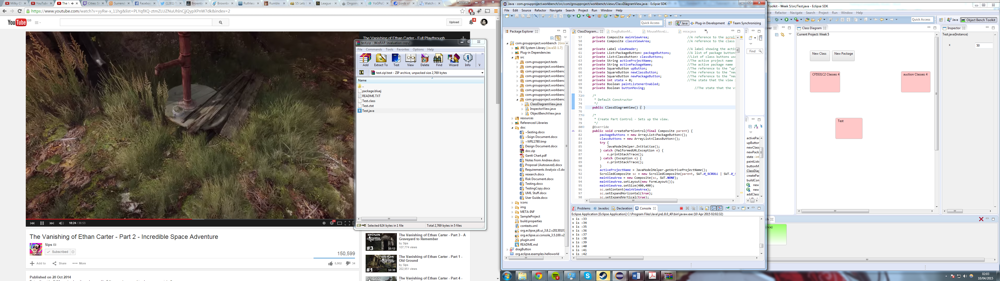 Milky C
YouTube
YouTube
The V
Cities: S
Surrend
Faceboo
(1281) T
Brownb
Brownb
Ruthless
Rumble
S5 Lets
League
Ongoing
YoGPoD
Lords of
Watch c
Ashhad
https://www.youtube.com/watch?v=yyRw-x_11hg&list=PLYqfXQ-ztmZLUZNuUhInCjjQypXPnW7dk&index=2
YouTube GB
Upload
4
The Vanishing of Ethan Carter - Full Playthrough
18:24 / 36:53
HD
The Vanishing of Ethan Carter - Part 2 - Incredible Space Adventure
Sips
Subscribed
150,599
Add to
Share
More
5,902
34
Published on 20 Oct 2014
#3
32:12
The Vanishing of Ethan Carter - Part 3 - A
Graveyard to Remember
by Sips
107,774 views
#1
32:39
The Vanishing of Ethan Carter - Part 1 -
Old Ground
by Sips
202,951 views
The Vanishing of Ethan Carter - Part 4 -
test.zip - WinRAR (evaluation copy)
File Commands Tools Favorites Options Help
Add
Extract To
Test
View
Delete
Find
Wizard
Info
V
test.zip\test - ZIP archive, unpacked size 2,769 bytes
Name
..
package.bluej
README.TXT
Test.class
Test.ctxt
Test.java
Selected 624 bytes in 1 file
Total 2,769 bytes in 5 files
Java - com.groupproject.workbench/src/com/groupproject/workbench/views/ClassDiagramView.java - Eclipse SDK
File Edit Source Refactor Navigate Search Project Run Window Help
Quick Access
Java
Plug-in Development
Team Synchronizing
Package Explorer
com.groupproject.workbench
JRE System Library [JavaSE-1.7]
Plug-in Dependencies
src
com.groupproject.tests
com.groupproject.workbenc
com.groupproject.workbenc
com.groupproject.workbenc
com.groupproject.workbenc
com.groupproject.workbenc
com.groupproject.workbenc
com.groupproject.workbenc
com.groupproject.workbenc
ClassDiagramView.java
InspectorView.java
ObjectBenchView.java
resources
Referenced Libraries
doc
~$esting.docx
~$sign Document.docx
~WRL1780.tmp
Design Document.docx
doc.zip
Gantt Chart.pdf
Notes from Andrew.docx
Proposal (Autosaved).docx
Requirements Analysis v3.do
research.docx
Risk Document.docx
Testing.docx
TestingCopy.docx
UML Stuff.docx
User Guide.docx
icons
img
META-INF
SampleProject
build.properties
contexts.xml
org.eclipse.jdt.ui_3.8.2.v20130107
org.eclipse.ui.console_3.5.100.v2
plugin.xml
README.md
dragButton
org.eclipse.examples.helloworld
ClassDiagram...
DragButtonM...
MouseMoveLi...
mice.java
57 private Composite mainViewArea; //A reference to the scrol
58 private Composite classViewArea; //A reference to the class
59
60 private Label viewHeader; //A label showing the activ
61 private List<PackageButton> packageButtons; //A list of package button
62 private List<ClassButton> classButtons; //List of class buttons use
63 private String activeProjectName; //The active project name
64 private String activePackageName; //The active package name
65 private SquareButton upButton; //The reference to the "up"
66 private SquareButton newClassButton; //The reference to the "new
67 private SquareButton newPackageButton; //The reference to the "new
68 private int state = 0; //The state that the view i
69 private Boolean paintListenerEnabled;
70 private Boolean buttonMoving; //The state that the vi
71
72 /*
73 * Default Constructor
74 */
75 public ClassDiagramView() { }
76
77 /*
78 * Create Part Control - Sets up the view.
79 */
80 @Override
81 public void createPartControl(final Composite parent) {
82 packageButtons = new ArrayList<PackageButton>();
83 classButtons = new ArrayList<ClassButton>();
84 try {
85 JavaModelHelper.Initialise();
86 } catch (MalformedURLException e) {
87 e.printStackTrace();
88 } catch (Exception e) {
89 e.printStackTrace();
90 }
91 activeProjectName = JavaModelHelper.getActiveProjectName();
92 ScrolledComposite sc = new ScrolledComposite(parent, SWT.H_SCROLL | SWT.V_S
93 mainViewArea = new Composite(sc, SWT.NONE);
94 mainViewArea.setLayout(new FormLayout());
95 mainViewArea.setSize(400,400);
96 sc.setContent(mainViewArea);
97 sc.setExpandHorizontal(true);
98 sc.setExpandVertical(true);
Find
activePac
upButton
newClass
newPack
state : int
paintListe
buttonM
ClassDiag
createPar
buildCon
new
new
addClass
Problems
Javadoc
Declaration
Console
Eclipse Application [Eclipse Application] C:\Program Files\Java\jre1.8.0_40\bin\javaw.exe (10 Apr 2015 02:02:32)
x is :33
x is :34
x is :35
x is :36
x is :37
x is :38
x is :39
x is :40
x is :41
x is :42
Toolkit - Week 5/src/Test.java - Eclipse SDK
rce Refactor Navigate Search Project Run Window Help
Quick Access
Java
Object Bench Toolkit
rer
Class Diagram
Current Project: Week 5
New Class
New Package
CF5531C2 Classes: 4
auction Classes: 4
Test
Inspector
Test.java(Instance)
x
50
nce)
6
02:03
10/04/2015